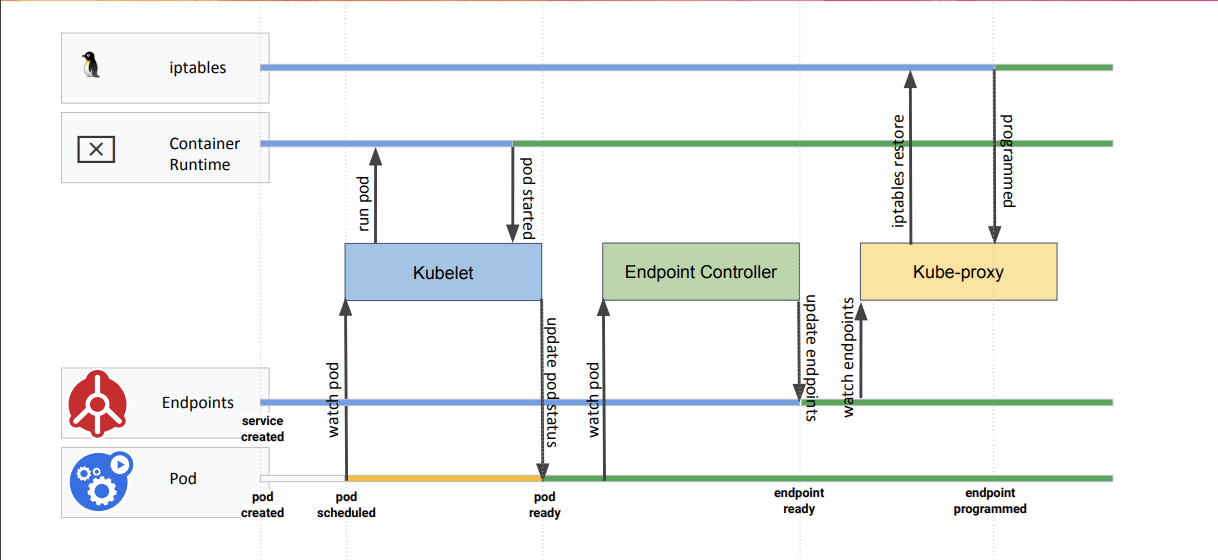 iptables
Container
Runtime
run pod
pod started
iptables restore
programmed
Kubelet
Endpoint Controller
Kube-proxy
watch pod
update pod status
watch pod
update endpoints
watch endpoints
Endpoints
service
created
Pod
pod
created
pod
scheduled
pod
ready
endpoint
ready
endpoint
programmed